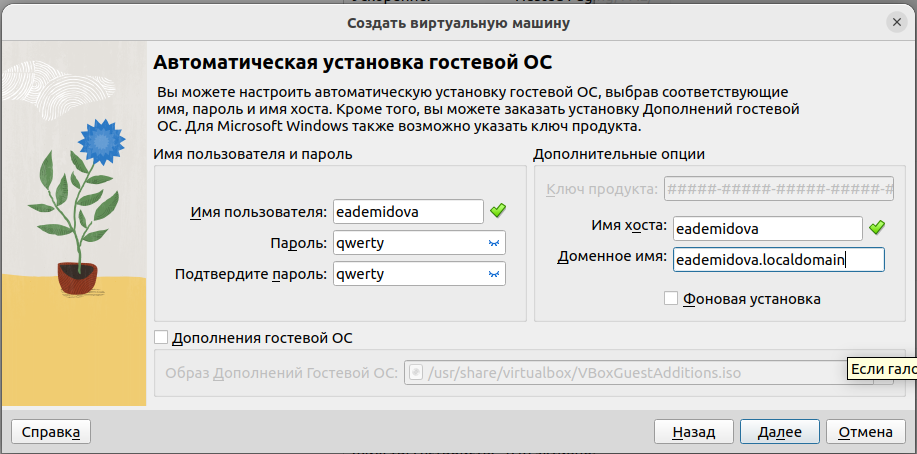 Создать виртуальную машину
Автоматическая установка гостевой ОС
Вы можете настроить автоматическую установку гостевой ОС, выбрав соответствующие
имя, пароль и имя хоста. Кроме того, вы можете заказать установку Дополнений гостевой
ОС. Для Microsoft Windows также возможно указать ключ продукта.
Имя пользователя и пароль
Имя пользователя: eademidova
Пароль: qwerty
Подтвердите пароль: qwerty
Дополнительные опции
Ключ продукта: #####-#####-#####-#####-#
Имя хоста: eademidova
Доменное имя: eademidova.localdomain
Фоновая установка
Дополнения гостевой ОС
Образ Дополнений Гостевой ОС: /usr/share/virtualbox/VBoxGuestAdditions.iso
Если гало
Справка Назад Далее Отмена